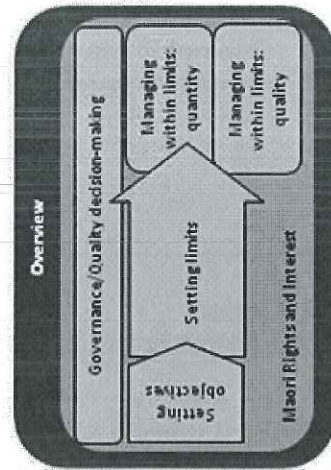 Overview
Governance/Quality decision-making
Setting
objectives
Setting limits
Managing
within limits:
quantity
Managing
within limits:
quality
Maori Rights and Interest